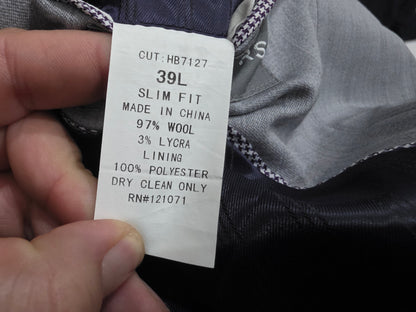 CUT:HB7127
39L
SLIM FIT
MADE IN CHINA
97% WOOL
3% LYCRA
LINING
100% POLYESTER
DRY CLEAN ONLY
RN#121071